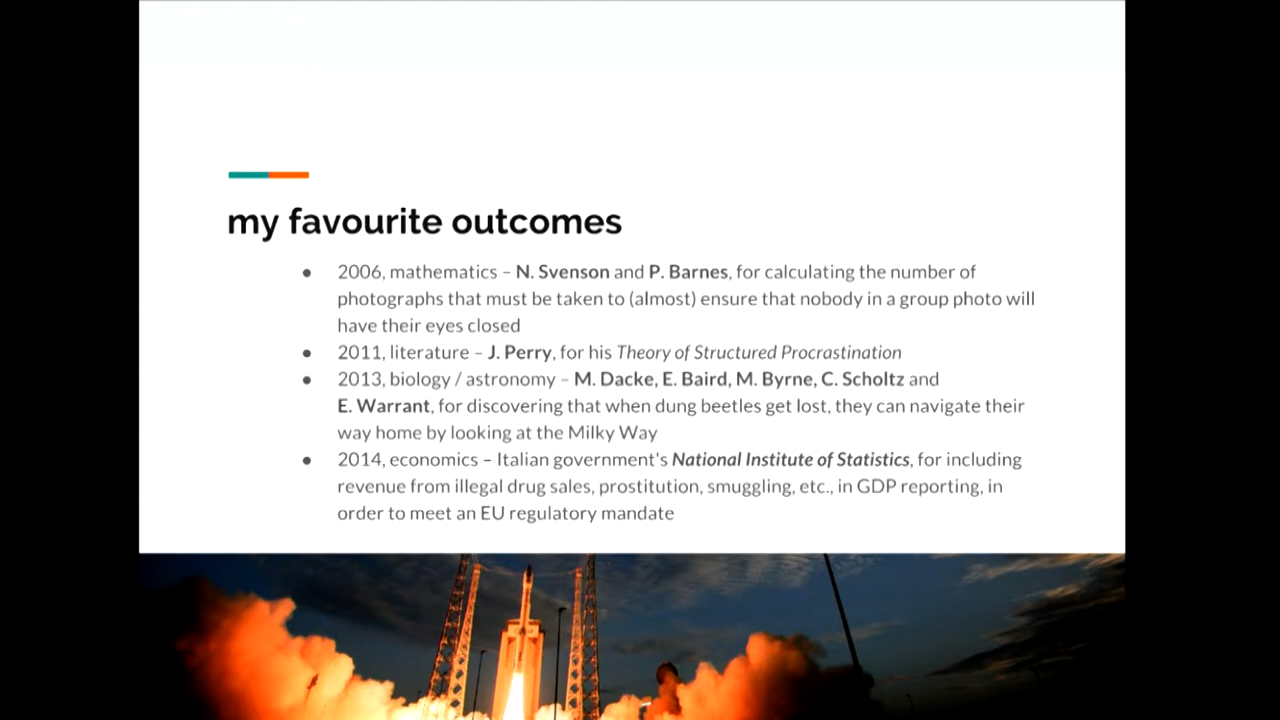 my favourite outcomes
● 2006, mathematics – N. Svenson and P. Barnes, for calculating the number of
photographs that must be taken to (almost) ensure that nobody in a group photo will
have their eyes closed
● 2011, literature – J. Perry, for his Theory of Structured Procrastination
● 2013, biology / astronomy – M. Dacke, E. Baird, M. Byrne, C. Scholtz and
E. Warrant, for discovering that when dung beetles get lost, they can navigate their
way home by looking at the Milky Way
● 2014, economics – Italian government's National Institute of Statistics, for including
revenue from illegal drug sales, prostitution, smuggling, etc., in GDP reporting, in
order to meet an EU regulatory mandate